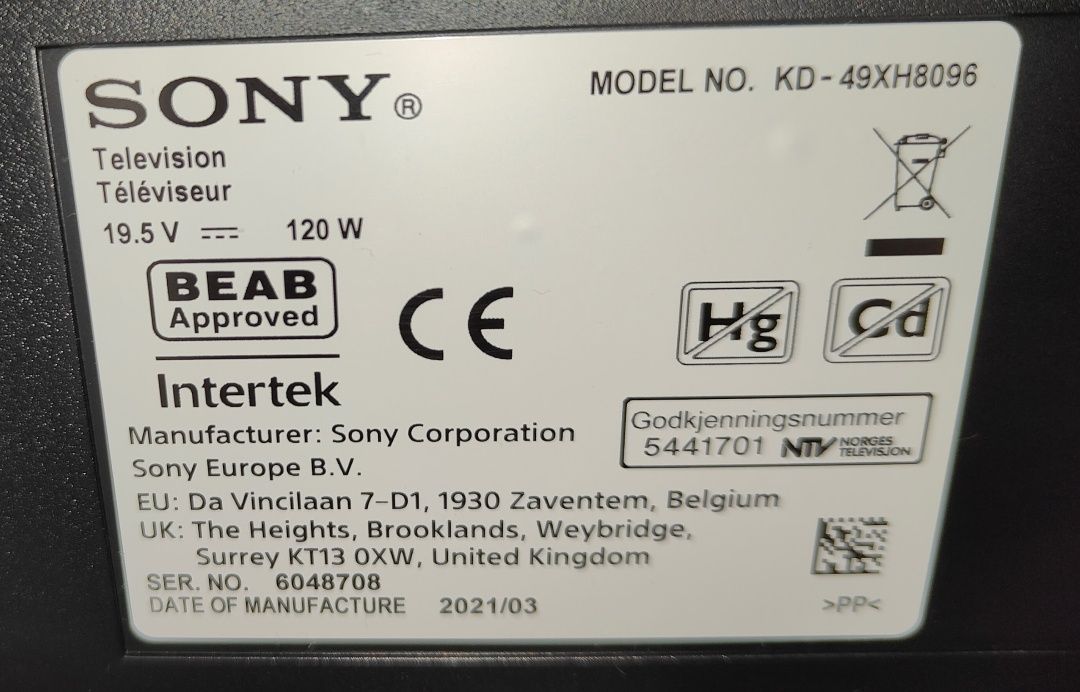 SONY®
MODEL NO. KD-49XH8096
Television
Téléviseur
19.5 V ⎓ 120 W
BEAB
Approved
Intertek
CE
Hg
Cd
Godkjenningsnummer
5441701 NTV NORGES
TELEVISJON
Manufacturer: Sony Corporation
Sony Europe B.V.
EU: Da Vincilaan 7-D1, 1930 Zaventem, Belgium
UK: The Heights, Brooklands, Weybridge,
Surrey KT13 0XW, United Kingdom
SER. NO. 6048708
DATE OF MANUFACTURE 2021/03
>PP<